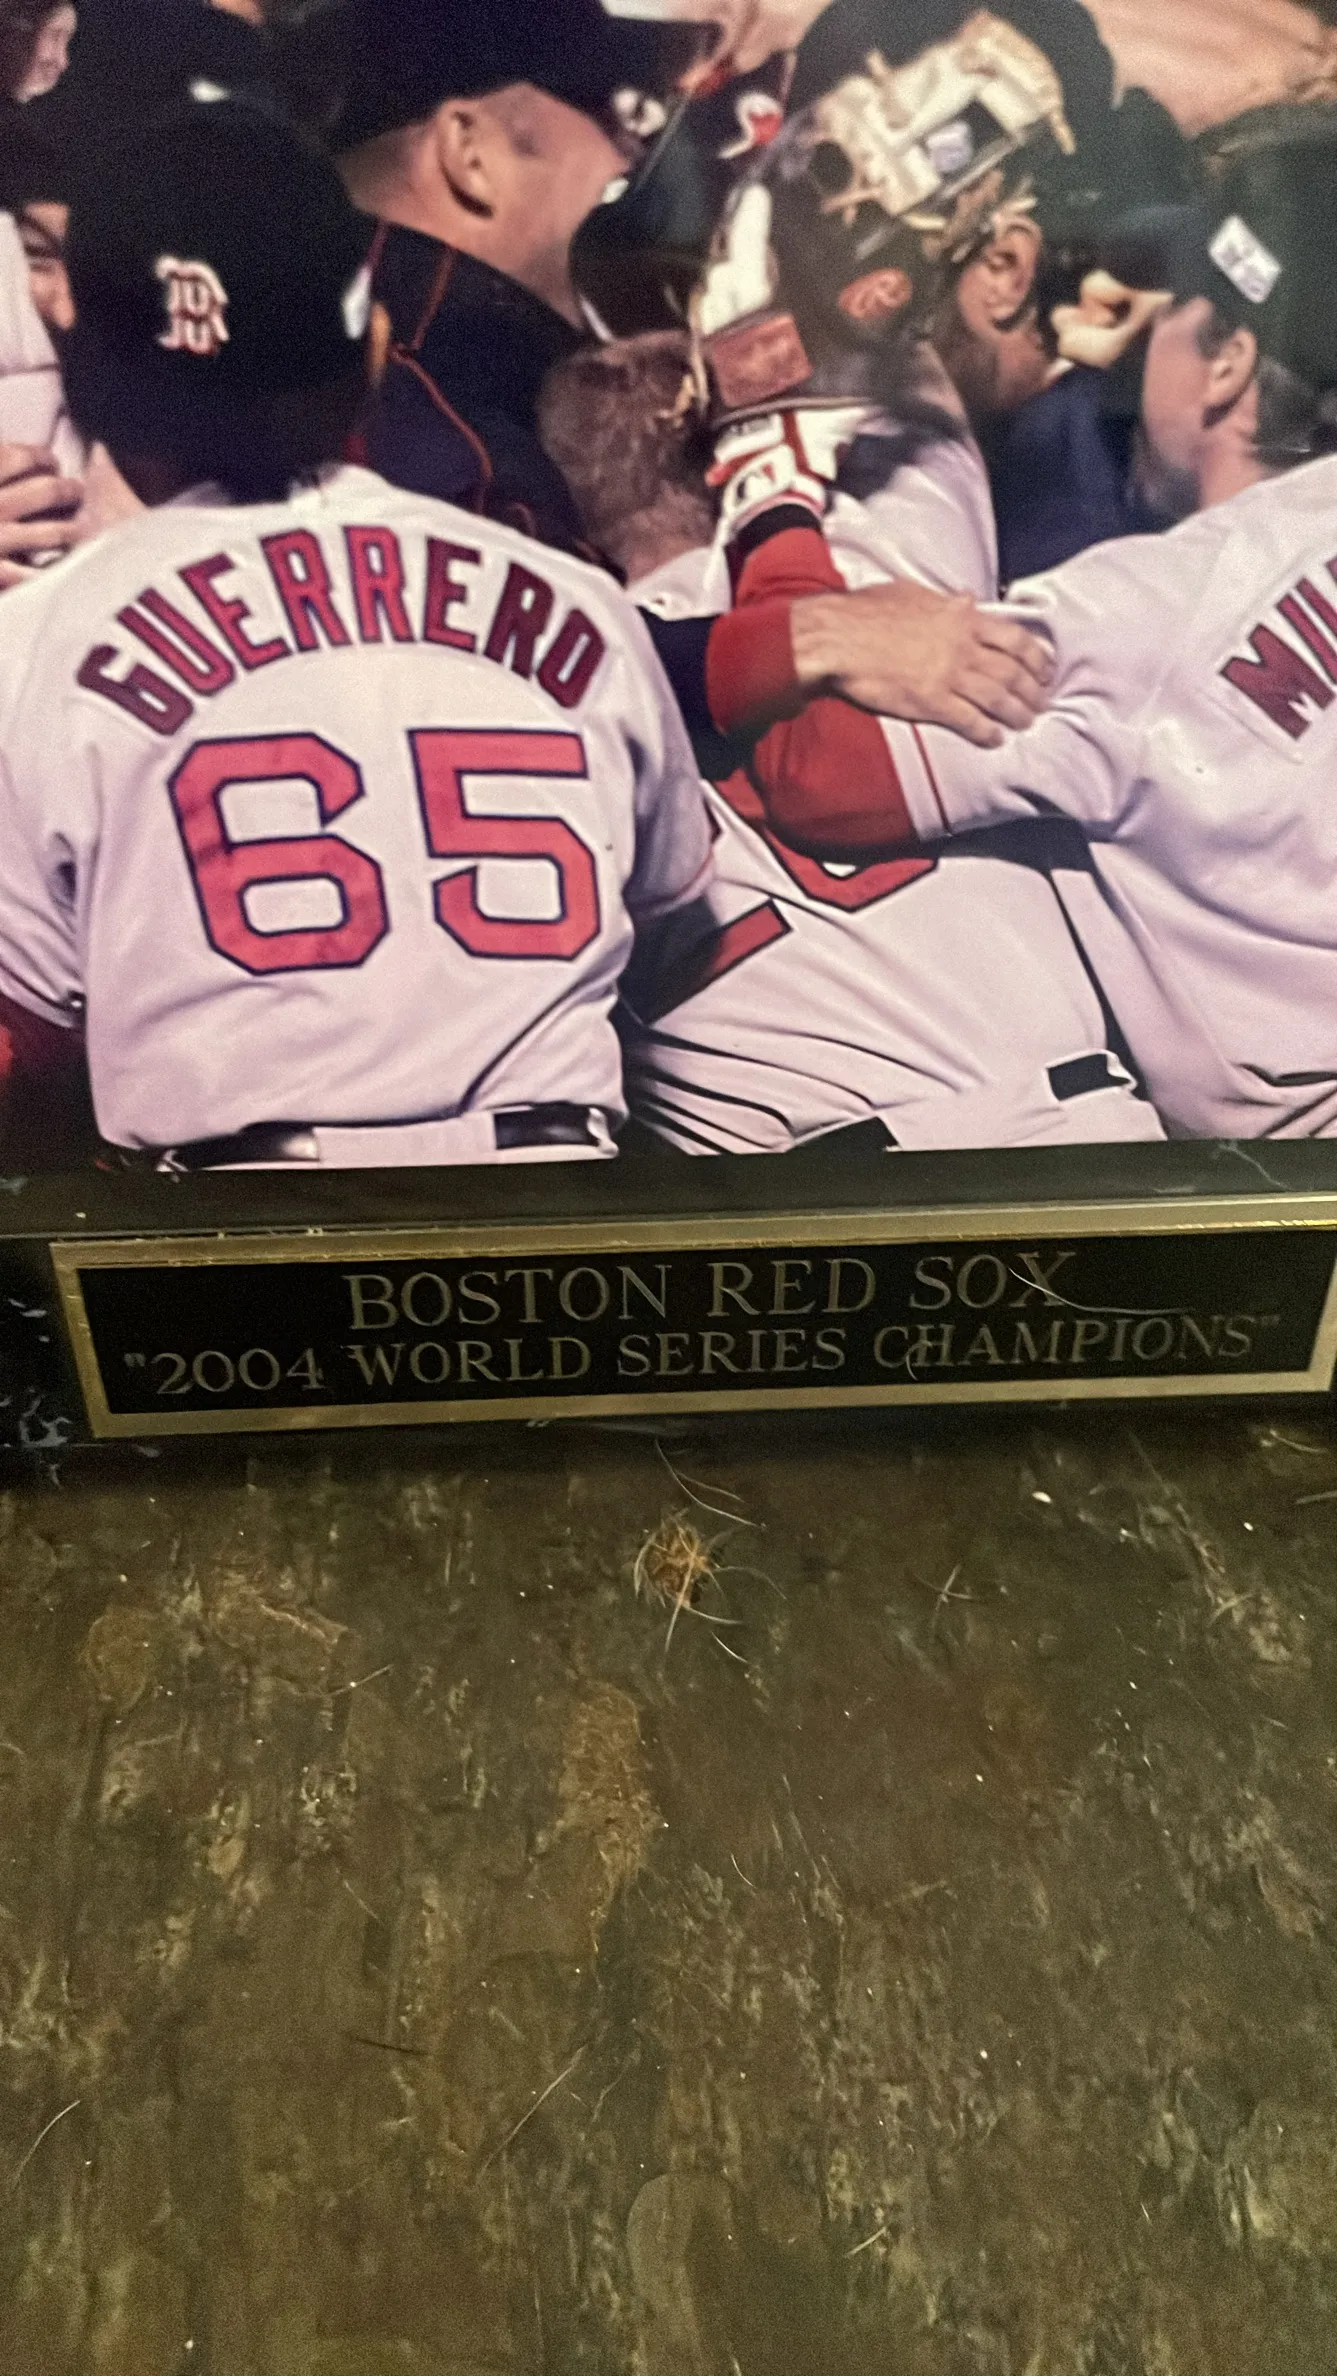 B
GUERRERO
65
BOSTON RED SOX
"2004 WORLD SERIES CHAMPIONS"